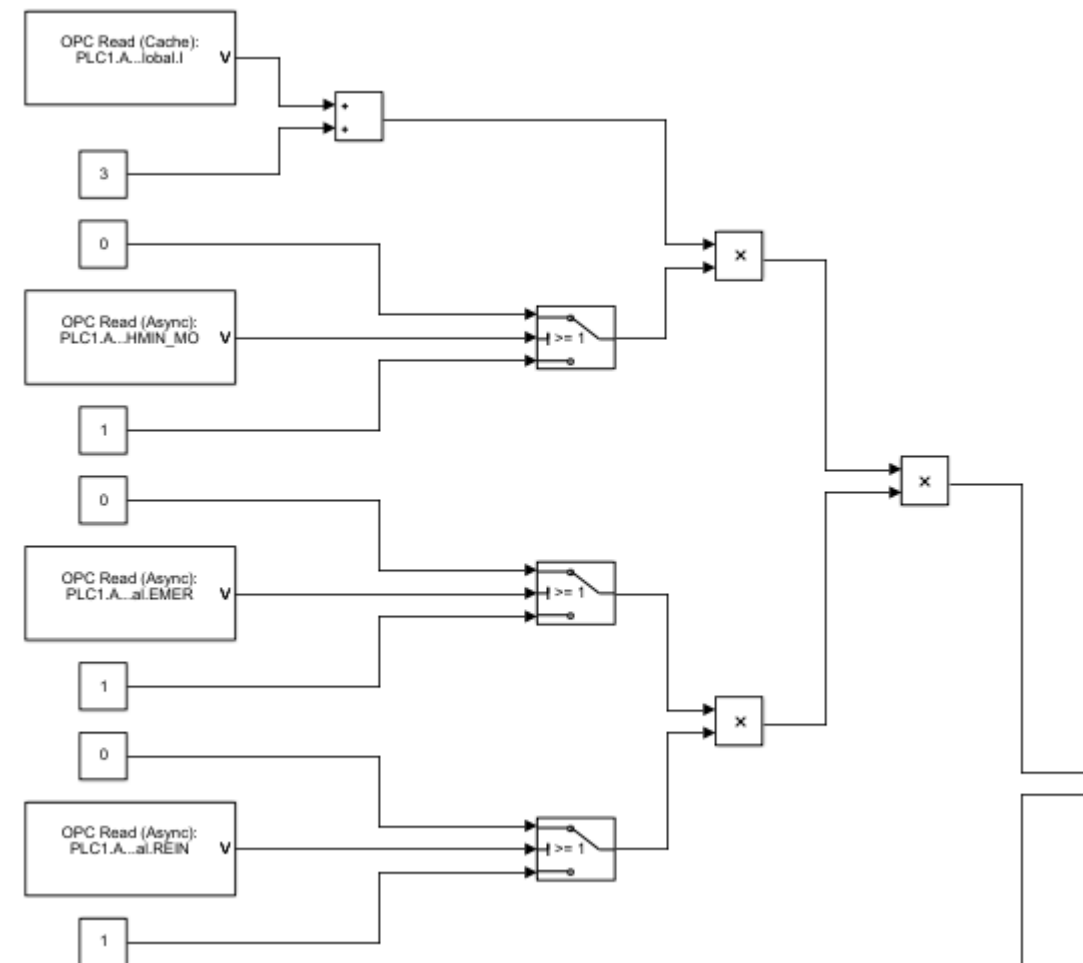 OPC Read (Cache):
PLC1.A...lobal.I
V
+
+
3
0
×
OPC Read (Async):
PLC1.A...HMIN_MO
V
>= 1
1
×
0
OPC Read (Async):
PLC1.A...al.EMER
V
>= 1
1
×
0
OPC Read (Async):
PLC1.A...al.REIN
V
>= 1
1